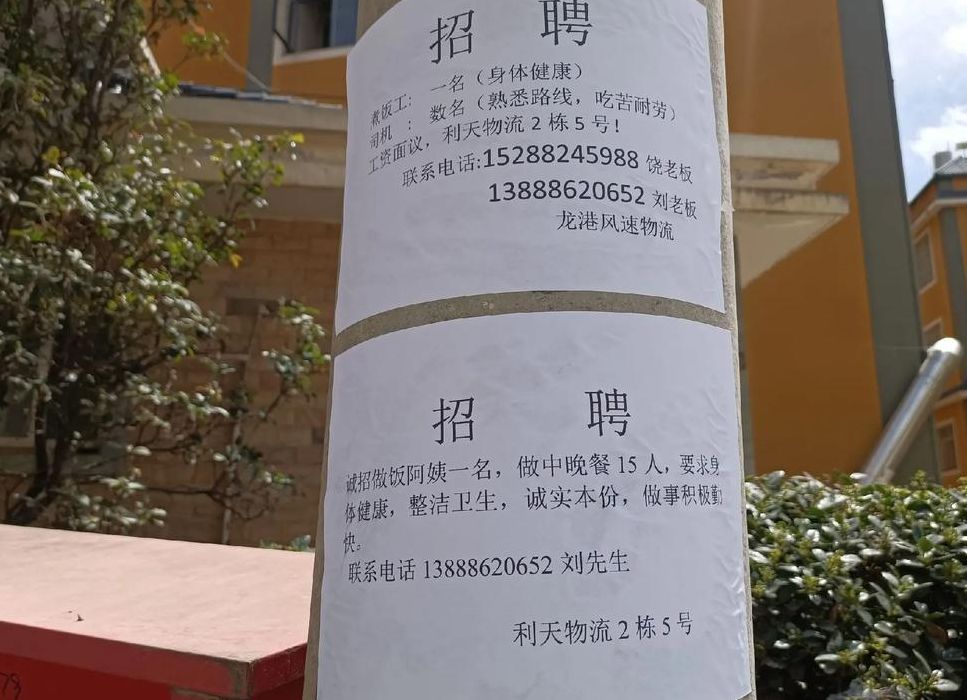 招 聘
煮饭工: 一名（身体健康）
司机 : 数名（熟悉路线，吃苦耐劳）
工资面议，利天物流2栋5号!
联系电话:15288245988 饶老板
13888620652 刘老板
龙港风速物流
招 聘
诚招做饭阿姨一名，做中晚餐15人，要求身
体健康，整洁卫生，诚实本份，做事积极勤
快。
联系电话 13888620652 刘先生
利天物流2栋5号